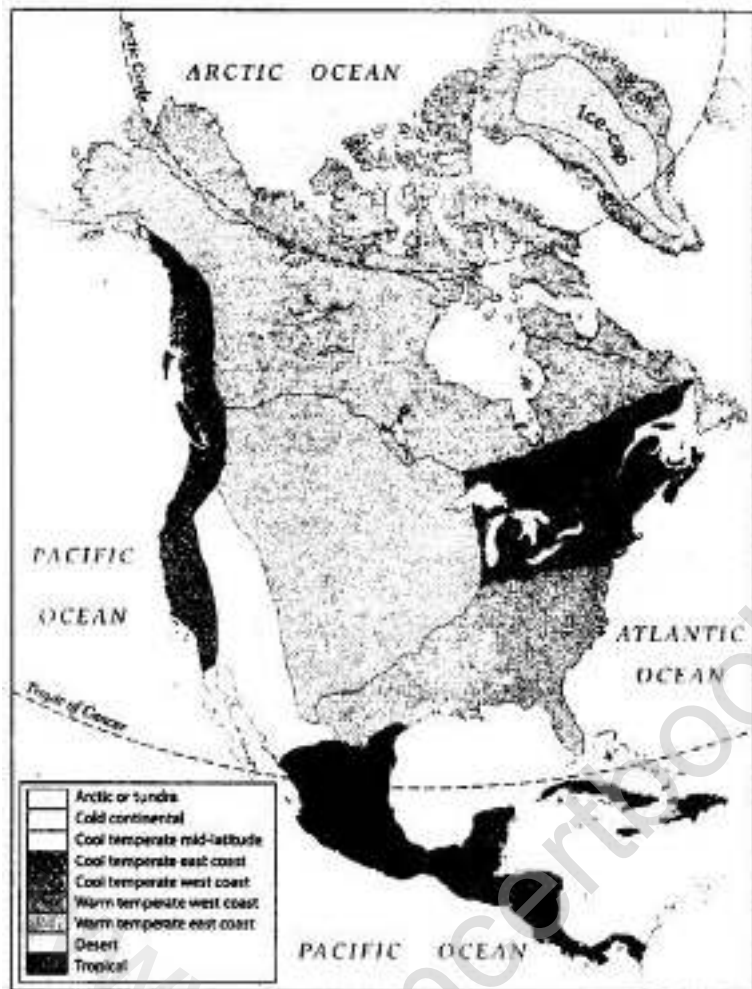 Arctic Circle
ARCTIC OCEAN
Ice-cap
PACIFIC
OCEAN
ATLANTIC
OCEAN
Tropic of Cancer
Arctic or tundra
Cold continental
Cool temperate mid-latitude
Cool temperate east coast
Cool temperate west coast
Warm temperate west coast
Warm temperate east coast
Desert
Tropical
PACIFIC OCEAN